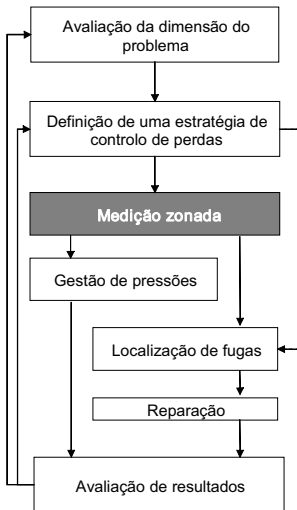 Avaliação da dimensão do
problema
Definição de uma estratégia de
controlo de perdas
Medição zonada
Gestão de pressões
Localização de fugas
Reparação
Avaliação de resultados